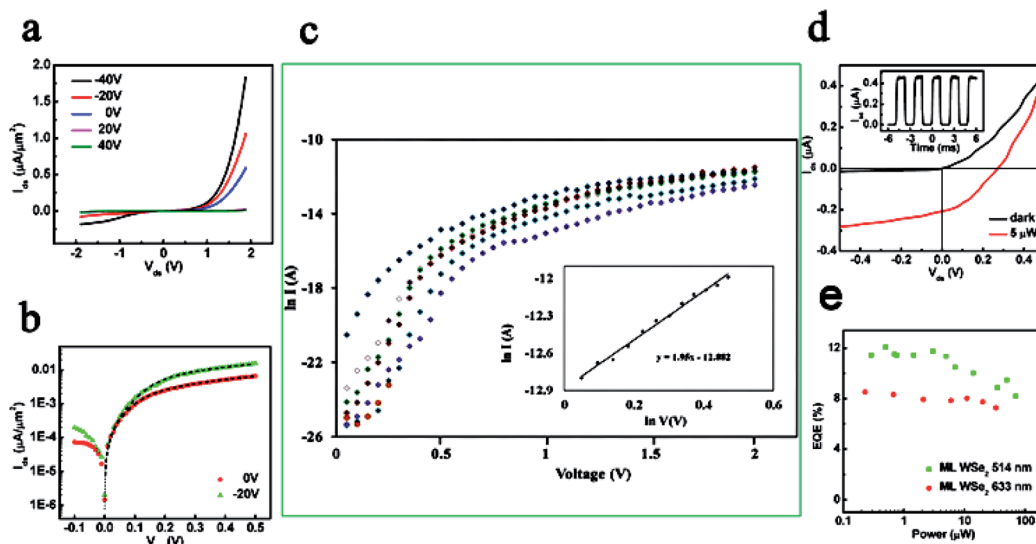 a
2.0
1.5
1.0
0.5
0.0
-40V
-20V
0V
20V
40V
I_ds (μA/μm²)
-2 -1 0 1 2
V_ds (V)
b
0.01
1E-3
1E-4
1E-5
1E-6
I_ds (μA/μm²)
0V
-20V
-0.1 0.0 0.1 0.2 0.3 0.4 0.5
(V)
c
-10
-14
-18
-22
-26
ln I (A)
0 0.5 1 1.5 2
Voltage (V)
-12
-12.3
-12.6
-12.9
ln I (A)
y = 1.95x - 12.882
0 0.2 0.4 0.6
ln V(V)
d
0.4
0.2
0.0
-0.2
-0.4
I_ds (μA)
0.4
0.0
(μA)
-6 -3 0 3 6
Time (ms)
dark
5 μW
-0.4 -0.2 0.0 0.2 0.4
V_ds (V)
e
12
8
4
0
EQE (%)
ML WSe₂ 514 nm
ML WSe₂ 633 nm
0.1 1 10 100
Power (μW)